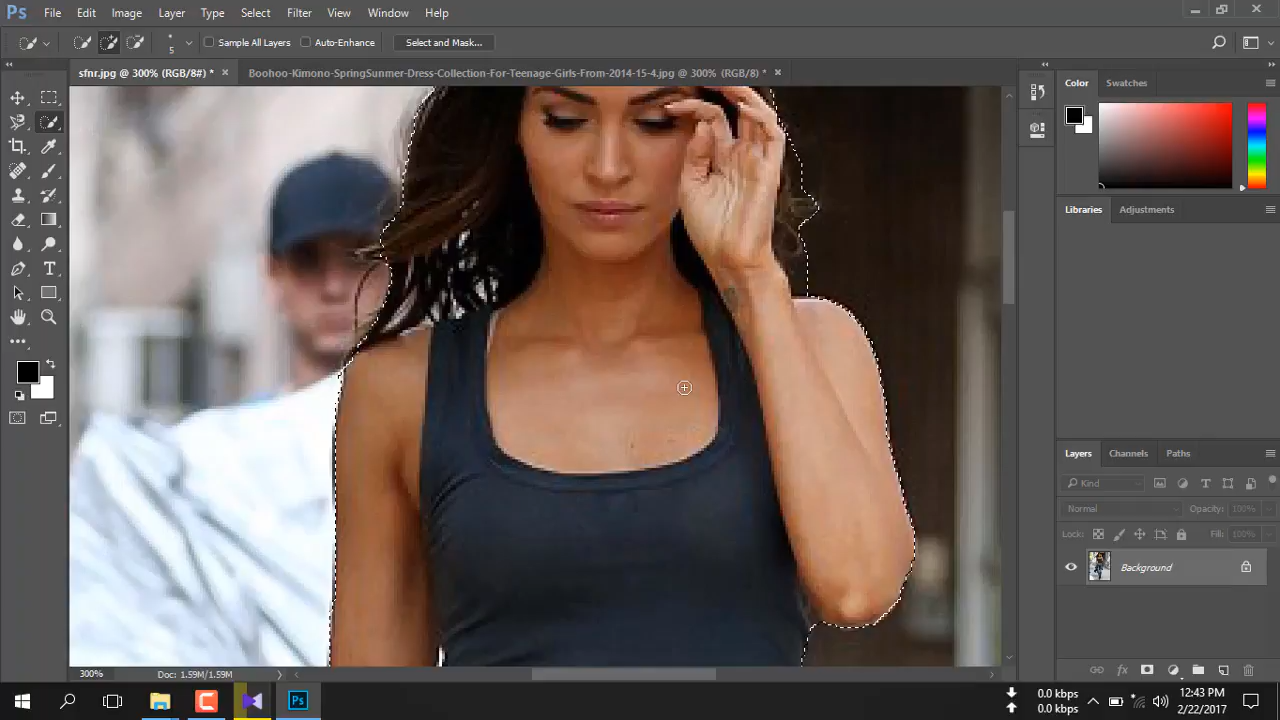 Ps File Edit Image Layer Type Select Filter View Window Help
5 Sample All Layers Auto-Enhance Select and Mask...
sfnr.jpg @ 300% (RGB/8#) * Boohoo-Kimono-SpringSunmer-Dress-Collection-For-Teenage-Girls-From-2014-15-4.jpg @ 300% (RGB/8) *
Color Swatches
Libraries Adjustments
Layers Channels Paths
Kind
Normal Opacity: 100%
Lock: Fill: 100%
Background
300% Doc: 1.59M/1.59M
Ps
0.0 kbps
0.0 kbps
12:43 PM
2/22/2017